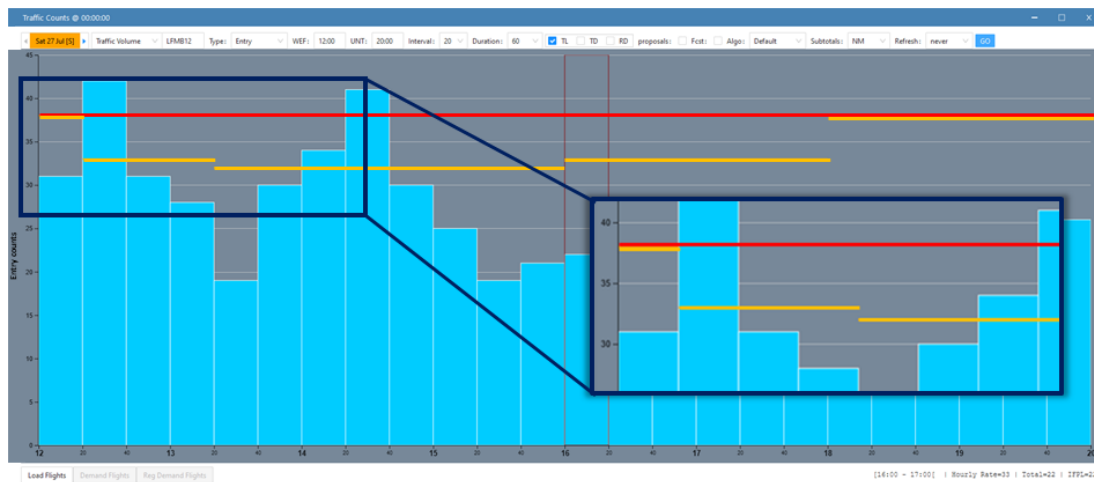 Traffic Counts @ 00:00:00
Sat 27 Jul [S] Traffic Volume LFMB12 Type: Entry WEF: 12:00 UNT: 20:00 Interval: 20 Duration: 60 TL TD RD proposals: Fcst: Algo: Default Subtotals: NM Refresh: never GO
45
40
35
30
25
20
15
10
5
0
Entry counts
40
35
30
12 20 40 13 20 40 14 20 40 15 20 40 16 20 40 17 20 40 18 20 40 19 20 40 20
Load Flights Demand Flights Reg Demand Flights
[16:00 - 17:00[ | Hourly Rate=33 | Total=22 | IFPL=2